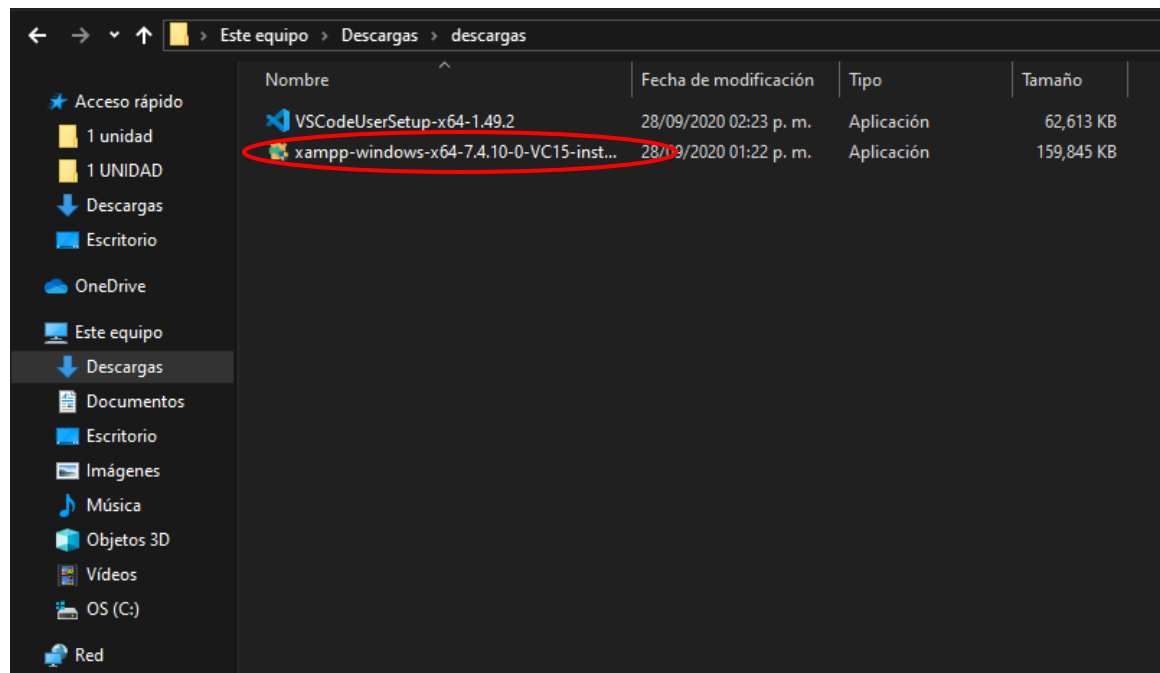 Este equipo > Descargas > descargas
Nombre Fecha de modificación Tipo Tamaño
VSCodeUserSetup-x64-1.49.2 28/09/2020 02:23 p. m. Aplicación 62,613 KB
xampp-windows-x64-7.4.10-0-VC15-inst... 28/09/2020 01:22 p. m. Aplicación 159,845 KB
Acceso rápido
1 unidad
1 UNIDAD
Descargas
Escritorio
OneDrive
Este equipo
Descargas
Documentos
Escritorio
Imágenes
Música
Objetos 3D
Vídeos
OS (C:)
Red